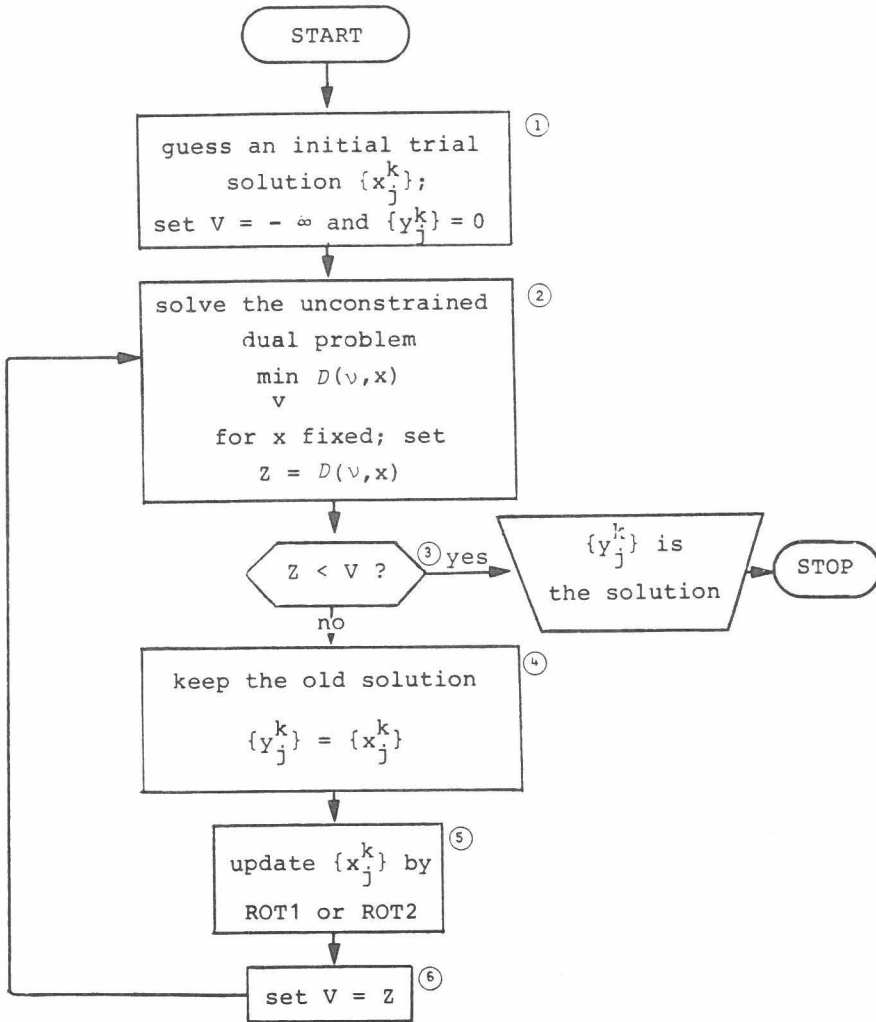 START
①
guess an initial trial
solution {x_j^k};
set V = - ∞ and {y_j^k} = 0
②
solve the unconstrained
dual problem
min D(ν,x)
v
for x fixed; set
Z = D(ν,x)
③
Z < V ?
yes
{y_j^k} is
the solution
STOP
no
④
keep the old solution
{y_j^k} = {x_j^k}
⑤
update {x_j^k} by
ROT1 or ROT2
⑥
set V = Z